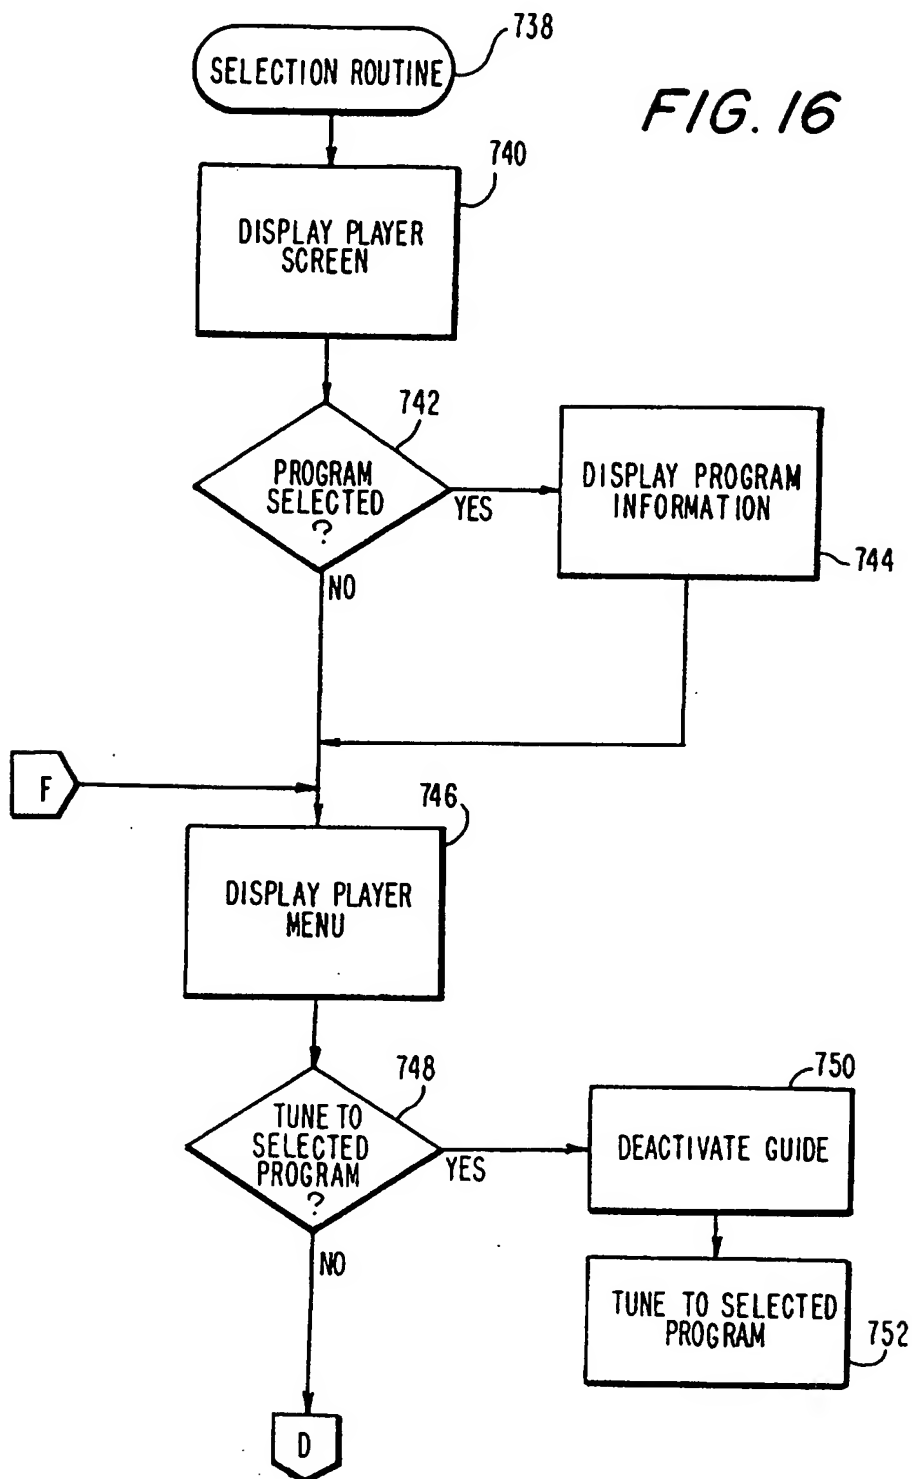 738
SELECTION ROUTINE
FIG. 16
740
DISPLAY PLAYER
SCREEN
742
PROGRAM
SELECTED
?
YES
NO
DISPLAY PROGRAM
INFORMATION
744
F
746
DISPLAY PLAYER
MENU
748
TUNE TO
SELECTED
PROGRAM
?
YES
NO
750
DEACTIVATE GUIDE
TUNE TO SELECTED
PROGRAM
752
D